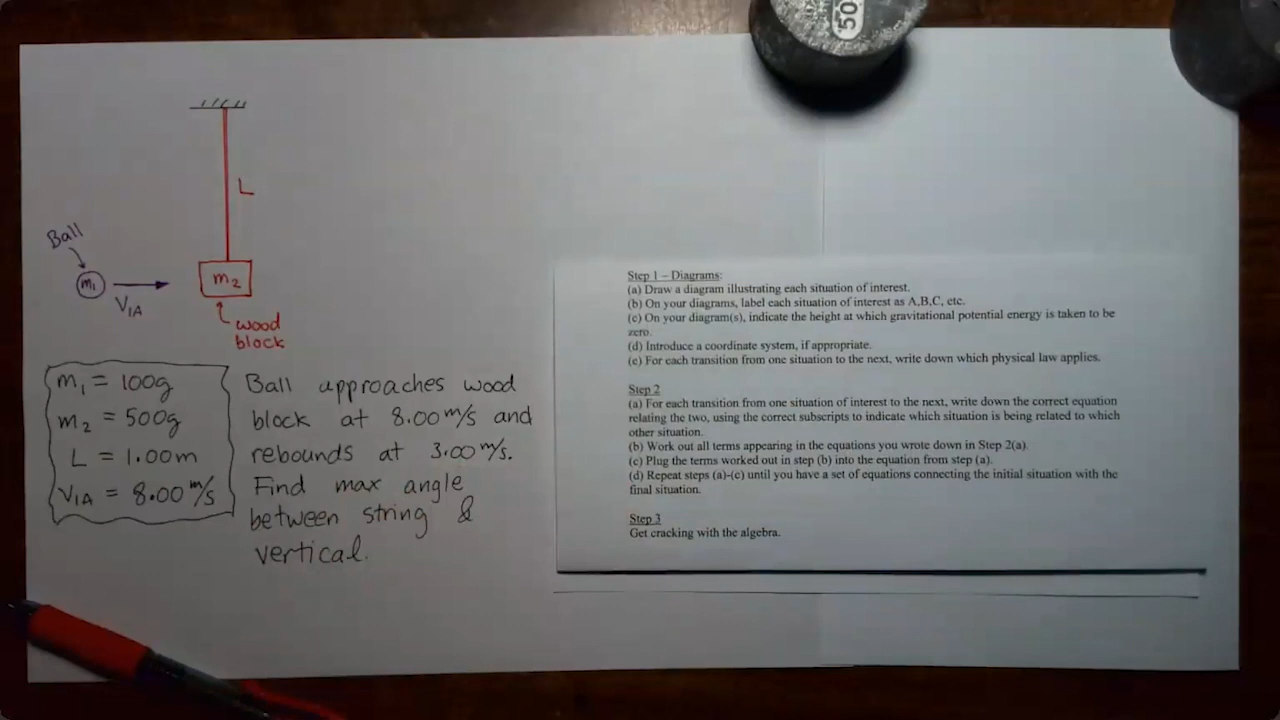 50
L
Ball
m₁
V₁A
m₂
wood
block
m₁ = 100g
m₂ = 500g
L = 1.00m
V₁A = 8.00 m/s
Ball approaches wood
block at 8.00 m/s and
rebounds at 3.00 m/s.
Find max angle
between string &
vertical.
Step 1 – Diagrams:
(a) Draw a diagram illustrating each situation of interest.
(b) On your diagrams, label each situation of interest as A,B,C, etc.
(c) On your diagram(s), indicate the height at which gravitational potential energy is taken to be
zero.
(d) Introduce a coordinate system, if appropriate.
(e) For each transition from one situation to the next, write down which physical law applies.
Step 2
(a) For each transition from one situation of interest to the next, write down the correct equation
relating the two, using the correct subscripts to indicate which situation is being related to which
other situation.
(b) Work out all terms appearing in the equations you wrote down in Step 2(a).
(c) Plug the terms worked out in step (b) into the equation from step (a).
(d) Repeat steps (a)-(c) until you have a set of equations connecting the initial situation with the
final situation.
Step 3
Get cracking with the algebra.